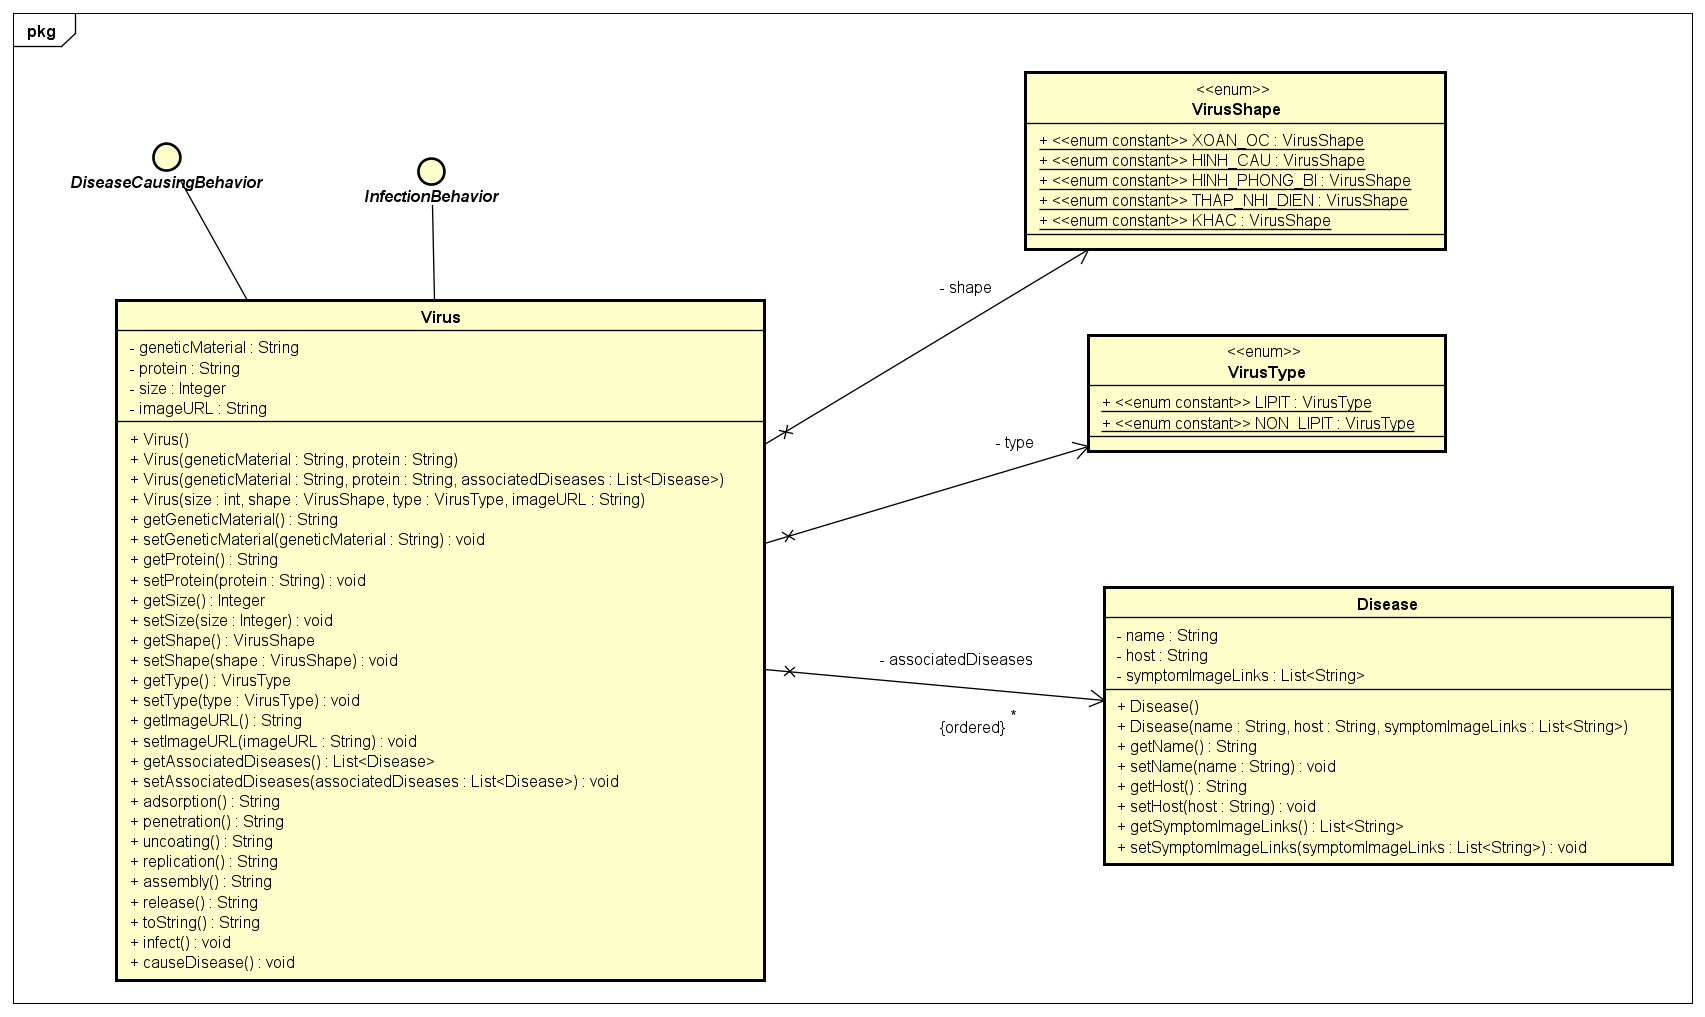 pkg
DiseaseCausingBehavior
InfectionBehavior
Virus
- geneticMaterial : String
- protein : String
- size : Integer
- imageURL : String
+ Virus()
+ Virus(geneticMaterial : String, protein : String)
+ Virus(geneticMaterial : String, protein : String, associatedDiseases : List<Disease>)
+ Virus(size : int, shape : VirusShape, type : VirusType, imageURL : String)
+ getGeneticMaterial() : String
+ setGeneticMaterial(geneticMaterial : String) : void
+ getProtein() : String
+ setProtein(protein : String) : void
+ getSize() : Integer
+ setSize(size : Integer) : void
+ getShape() : VirusShape
+ setShape(shape : VirusShape) : void
+ getType() : VirusType
+ setType(type : VirusType) : void
+ getImageURL() : String
+ setImageURL(imageURL : String) : void
+ getAssociatedDiseases() : List<Disease>
+ setAssociatedDiseases(associatedDiseases : List<Disease>) : void
+ adsorption() : String
+ penetration() : String
+ uncoating() : String
+ replication() : String
+ assembly() : String
+ release() : String
+ toString() : String
+ infect() : void
+ causeDisease() : void
- shape
- type
- associatedDiseases
*
{ordered}
<<enum>>
VirusShape
+ <<enum constant>> XOAN_OC : VirusShape
+ <<enum constant>> HINH_CAU : VirusShape
+ <<enum constant>> HINH_PHONG_BI : VirusShape
+ <<enum constant>> THAP_NHI_DIEN : VirusShape
+ <<enum constant>> KHAC : VirusShape
<<enum>>
VirusType
+ <<enum constant>> LIPIT : VirusType
+ <<enum constant>> NON_LIPIT : VirusType
Disease
- name : String
- host : String
- symptomImageLinks : List<String>
+ Disease()
+ Disease(name : String, host : String, symptomImageLinks : List<String>)
+ getName() : String
+ setName(name : String) : void
+ getHost() : String
+ setHost(host : String) : void
+ getSymptomImageLinks() : List<String>
+ setSymptomImageLinks(symptomImageLinks : List<String>) : void